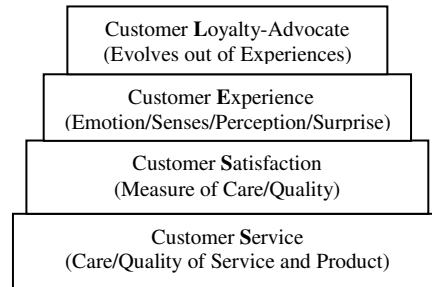 Customer Loyalty-Advocate
(Evolves out of Experiences)
Customer Experience
(Emotion/Senses/Perception/Surprise)
Customer Satisfaction
(Measure of Care/Quality)
Customer Service
(Care/Quality of Service and Product)